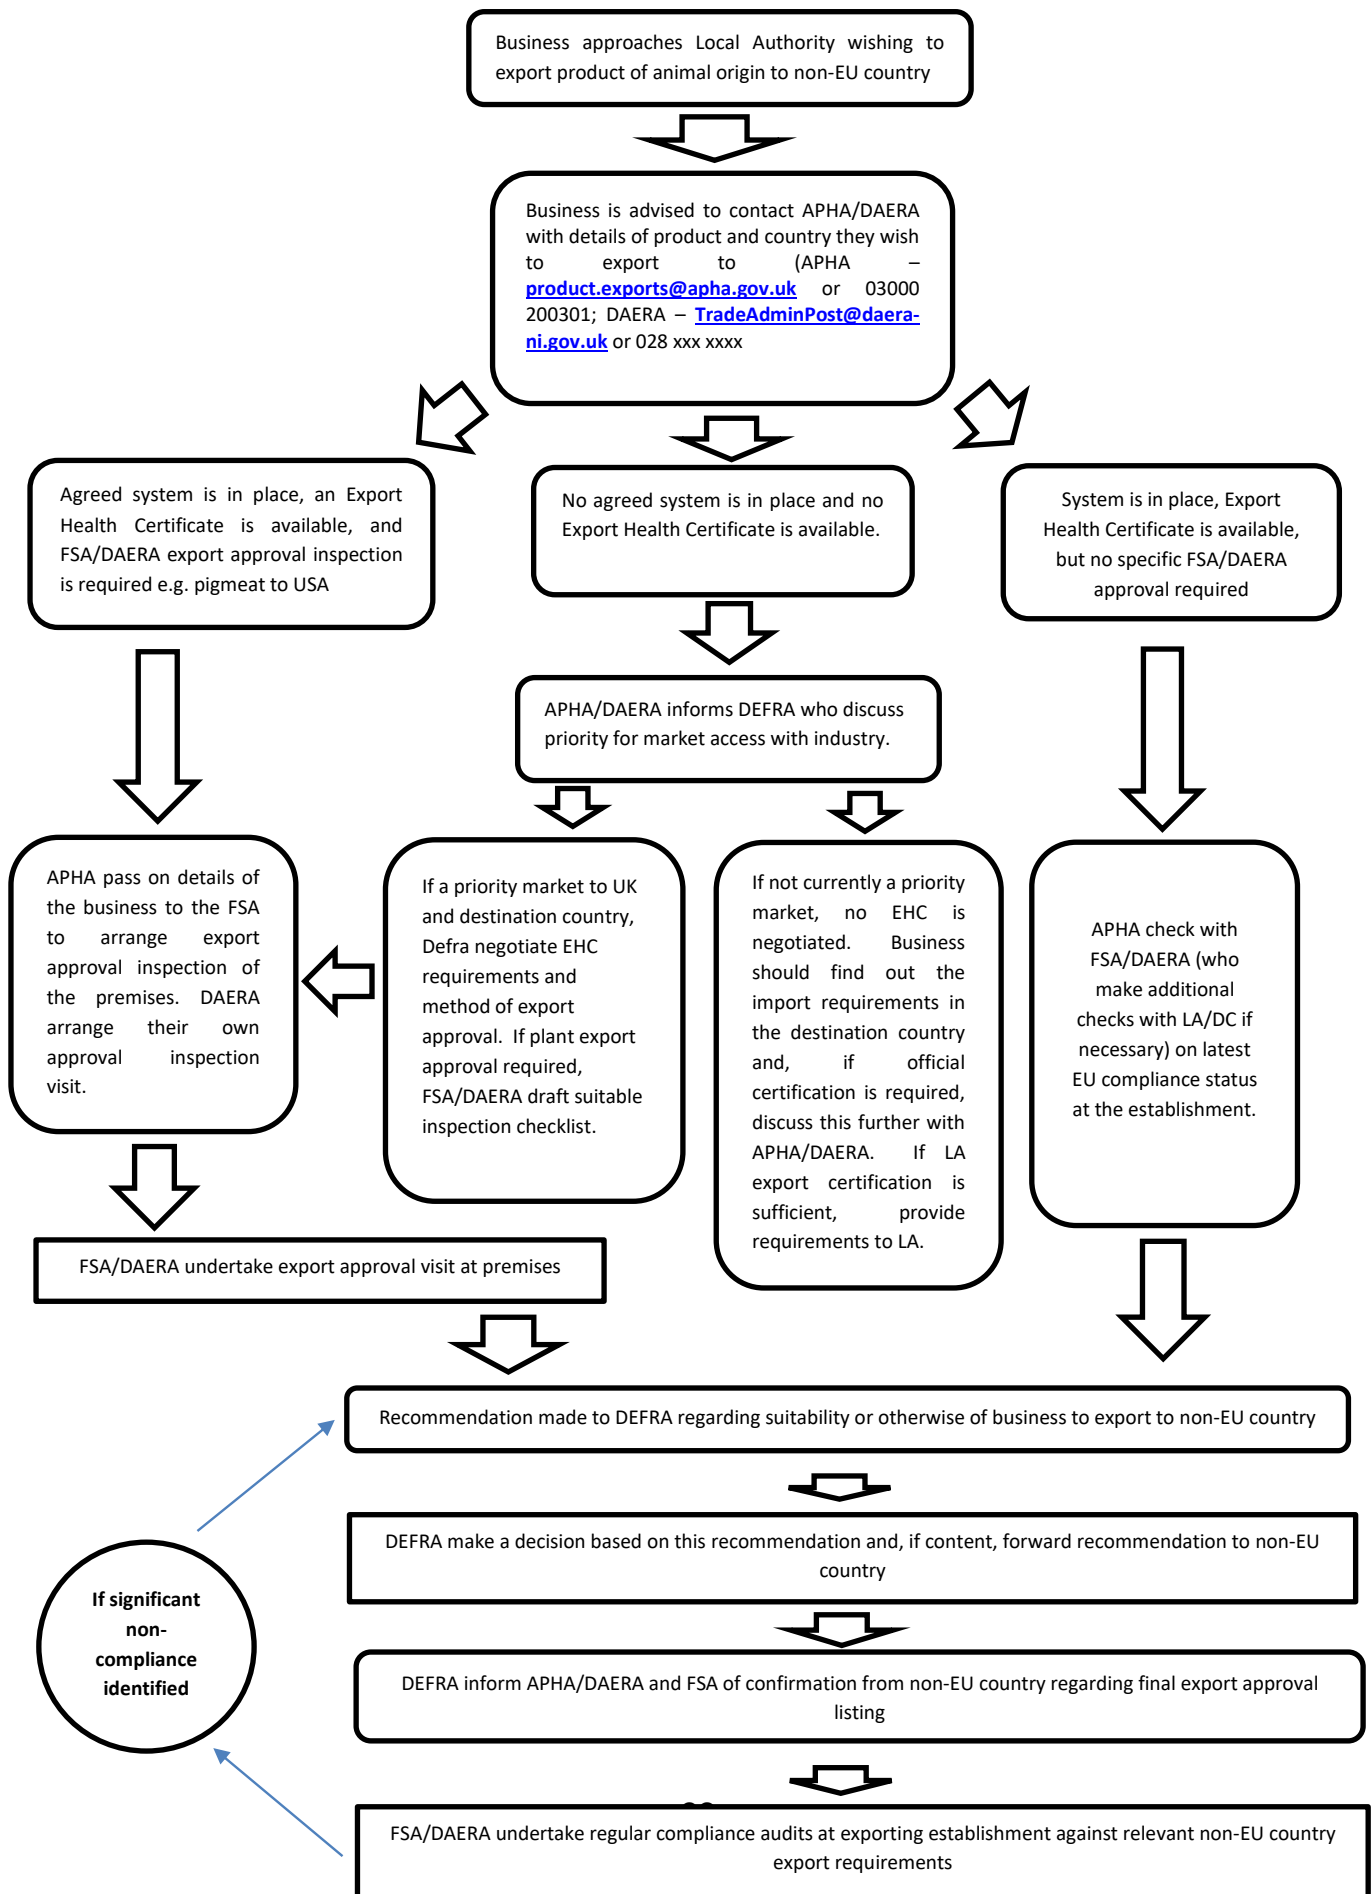 Business approaches Local Authority wishing to
export product of animal origin to non-EU country
Business is advised to contact APHA/DAERA
with details of product and country they wish
to export to (APHA –
product.exports@apha.gov.uk or 03000
200301; DAERA – TradeAdminPost@daera-
ni.gov.uk or 028 xxx xxxx
Agreed system is in place, an Export
Health Certificate is available, and
FSA/DAERA export approval inspection
is required e.g. pigmeat to USA
No agreed system is in place and no
Export Health Certificate is available.
System is in place, Export
Health Certificate is available,
but no specific FSA/DAERA
approval required
APHA/DAERA informs DEFRA who discuss
priority for market access with industry.
APHA pass on details of
the business to the FSA
to arrange export
approval inspection of
the premises. DAERA
arrange their own
approval inspection
visit.
If a priority market to UK
and destination country,
Defra negotiate EHC
requirements and
method of export
approval. If plant export
approval required,
FSA/DAERA draft suitable
inspection checklist.
If not currently a priority
market, no EHC is
negotiated. Business
should find out the
import requirements in
the destination country
and, if official
certification is required,
discuss this further with
APHA/DAERA. If LA
export certification is
sufficient, provide
requirements to LA.
APHA check with
FSA/DAERA (who
make additional
checks with LA/DC if
necessary) on latest
EU compliance status
at the establishment.
FSA/DAERA undertake export approval visit at premises
Recommendation made to DEFRA regarding suitability or otherwise of business to export to non-EU country
DEFRA make a decision based on this recommendation and, if content, forward recommendation to non-EU
country
If significant
non-
compliance
identified
DEFRA inform APHA/DAERA and FSA of confirmation from non-EU country regarding final export approval
listing
FSA/DAERA undertake regular compliance audits at exporting establishment against relevant non-EU country
export requirements